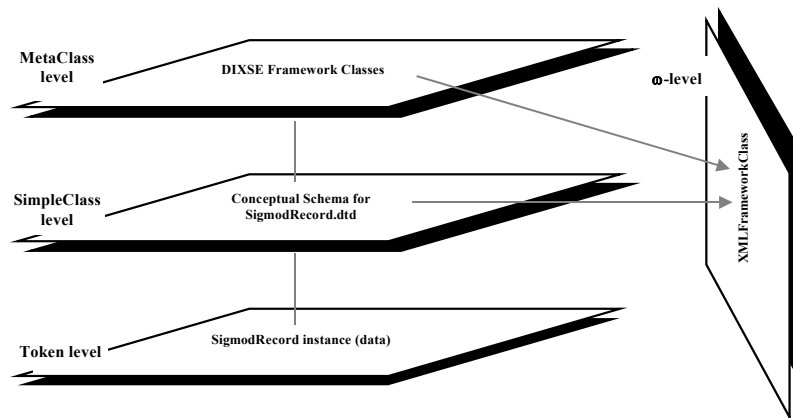 MetaClass
level
DIXSE Framework Classes
ω-level
XMLFrameworkClass
SimpleClass
level
Conceptual Schema for
SigmodRecord.dtd
Token level
SigmodRecord instance (data)